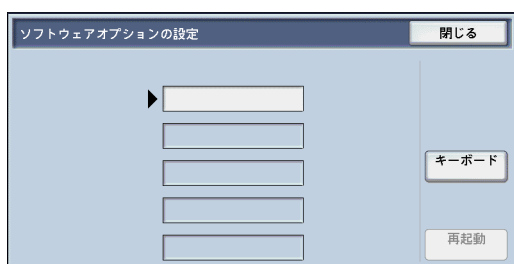 ソフトウェアオプションの設定
閉じる
キーボード
再起動